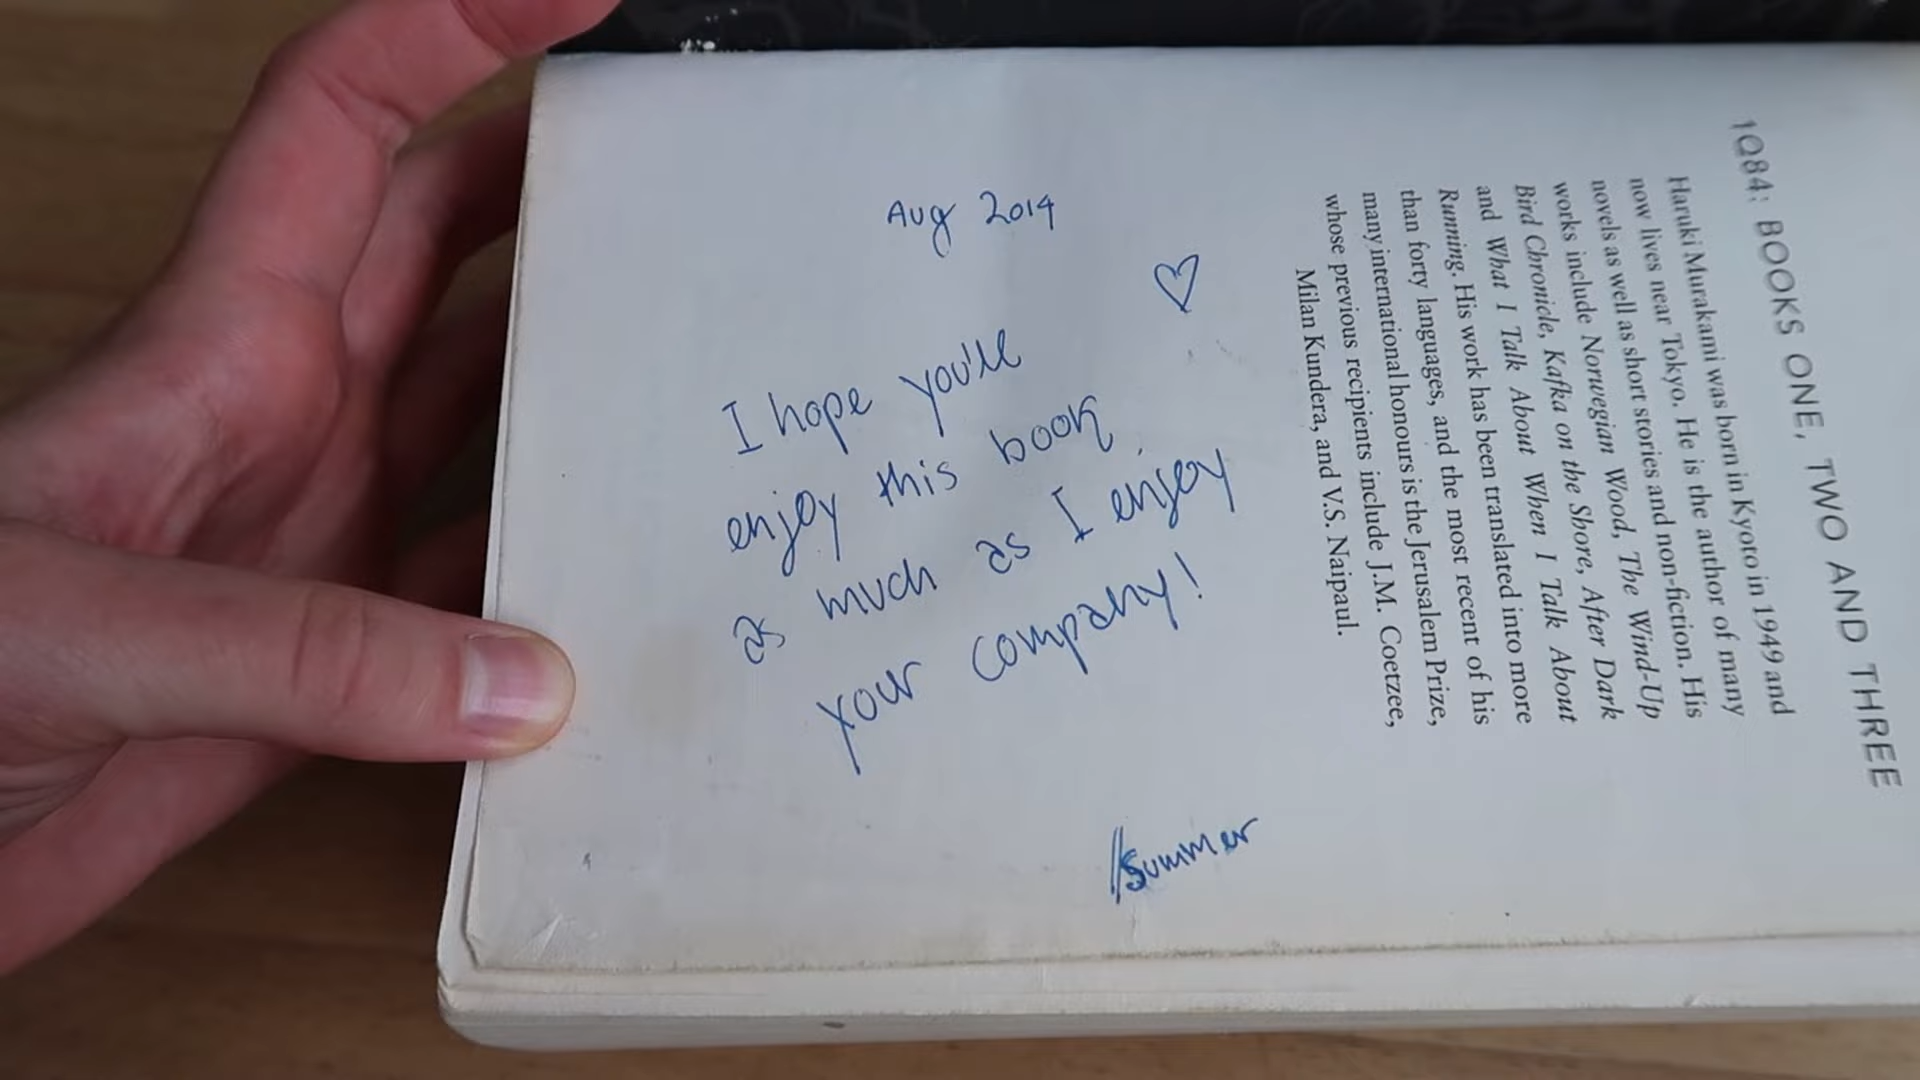 Aug 2014
♡
I hope you'll
enjoy this book
as much as I enjoy
your company!
//Summer
1Q84: BOOKS ONE, TWO AND THREE
Haruki Murakami was born in Kyoto in 1949 and
now lives near Tokyo. He is the author of many
novels as well as short stories and non-fiction. His
works include Norwegian Wood, The Wind-Up
Bird Chronicle, Kafka on the Shore, After Dark
and What I Talk About When I Talk About
Running. His work has been translated into more
than forty languages, and the most recent of his
many international honours is the Jerusalem Prize,
whose previous recipients include J.M. Coetzee,
Milan Kundera, and V.S. Naipaul.